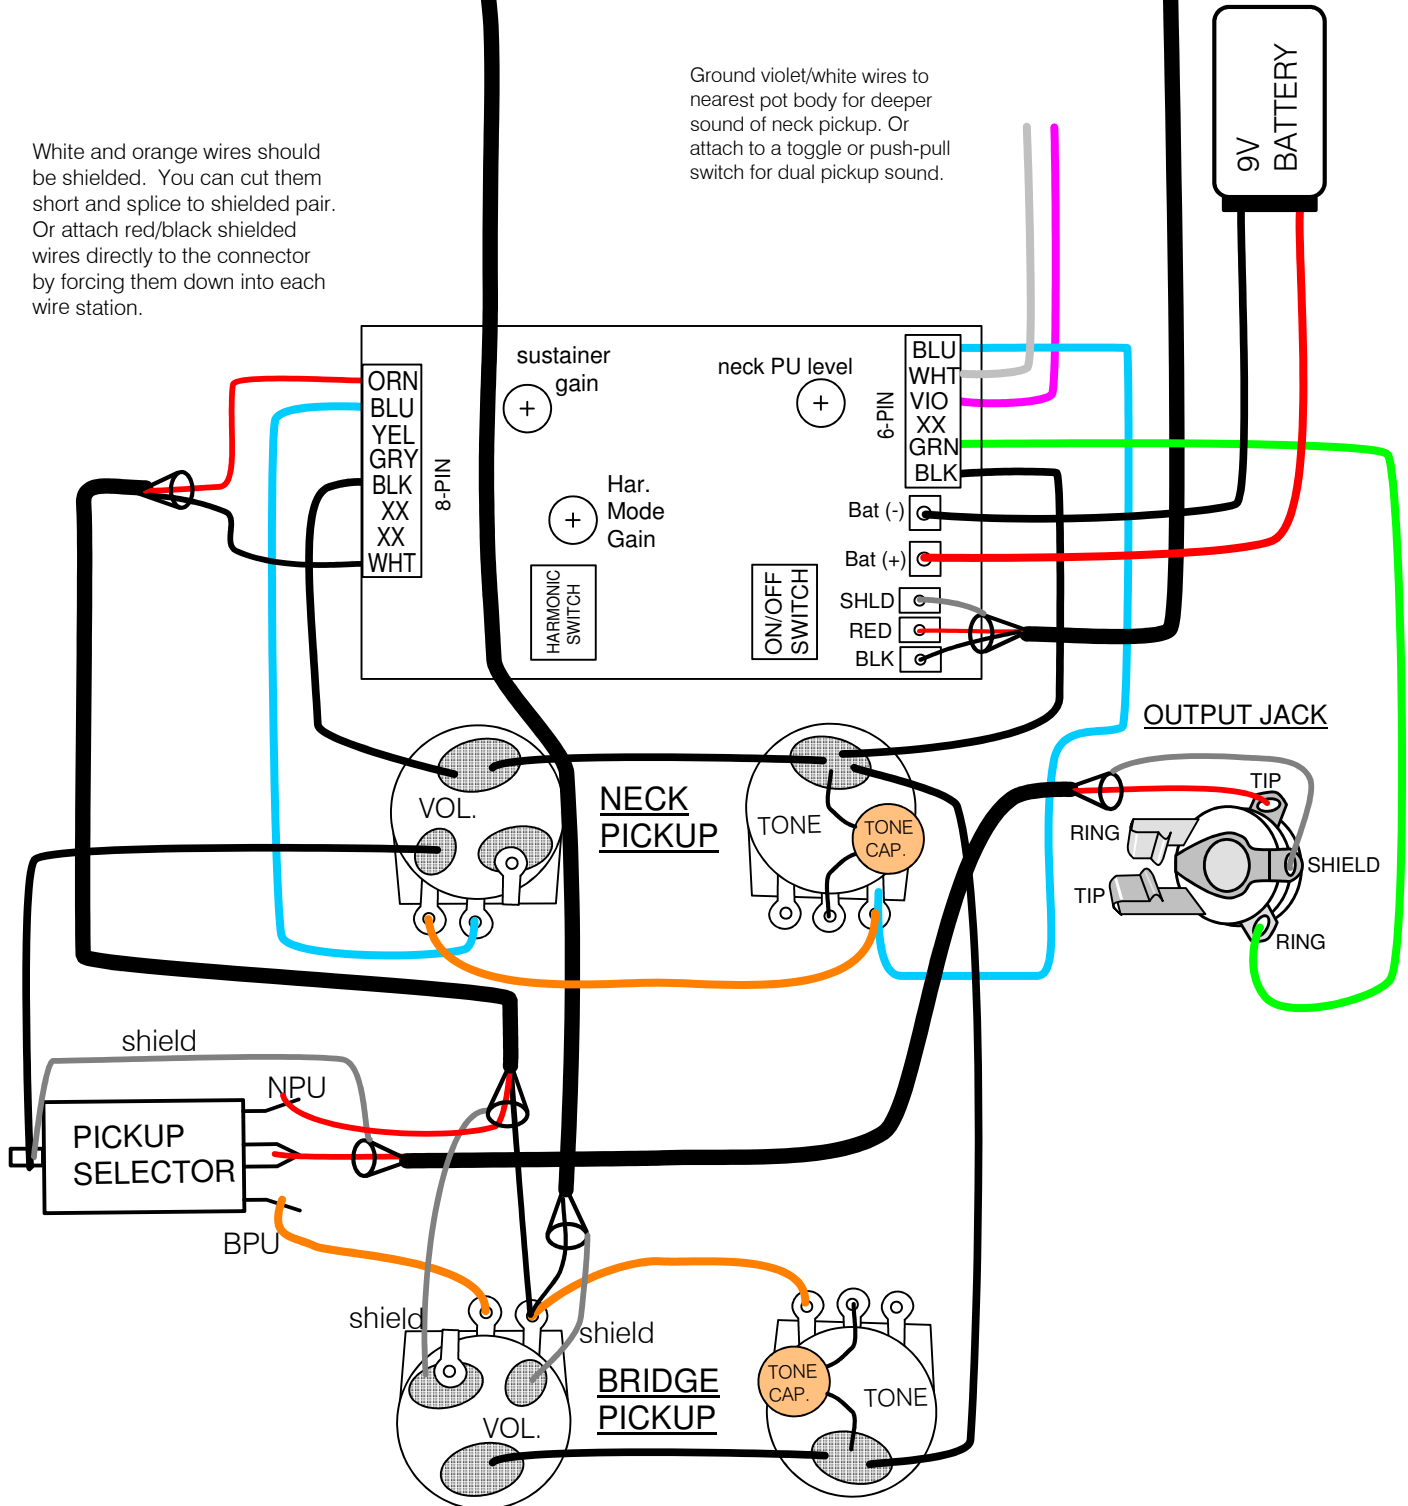 Ground violet/white wires to
nearest pot body for deeper
sound of neck pickup. Or
attach to a toggle or push-pull
switch for dual pickup sound.
9V
BATTERY
White and orange wires should
be shielded.  You can cut them
short and splice to shielded pair.
Or attach red/black shielded
wires directly to the connector
by forcing them down into each
wire station.
sustainer
gain
neck PU level
Har.
Mode
Gain
HARMONIC
SWITCH
ON/OFF
SWITCH
ORN
BLU
YEL
GRY
BLK
XX
XX
WHT
8-PIN
6-PIN
BLU
WHT
VIO
XX
GRN
BLK
Bat (-)
Bat (+)
SHLD
RED
BLK
OUTPUT JACK
TIP
RING
SHIELD
TIP
RING
VOL.
NECK
PICKUP
TONE
TONE
CAP.
shield
NPU
PICKUP
SELECTOR
BPU
shield
shield
VOL.
BRIDGE
PICKUP
TONE
CAP.
TONE